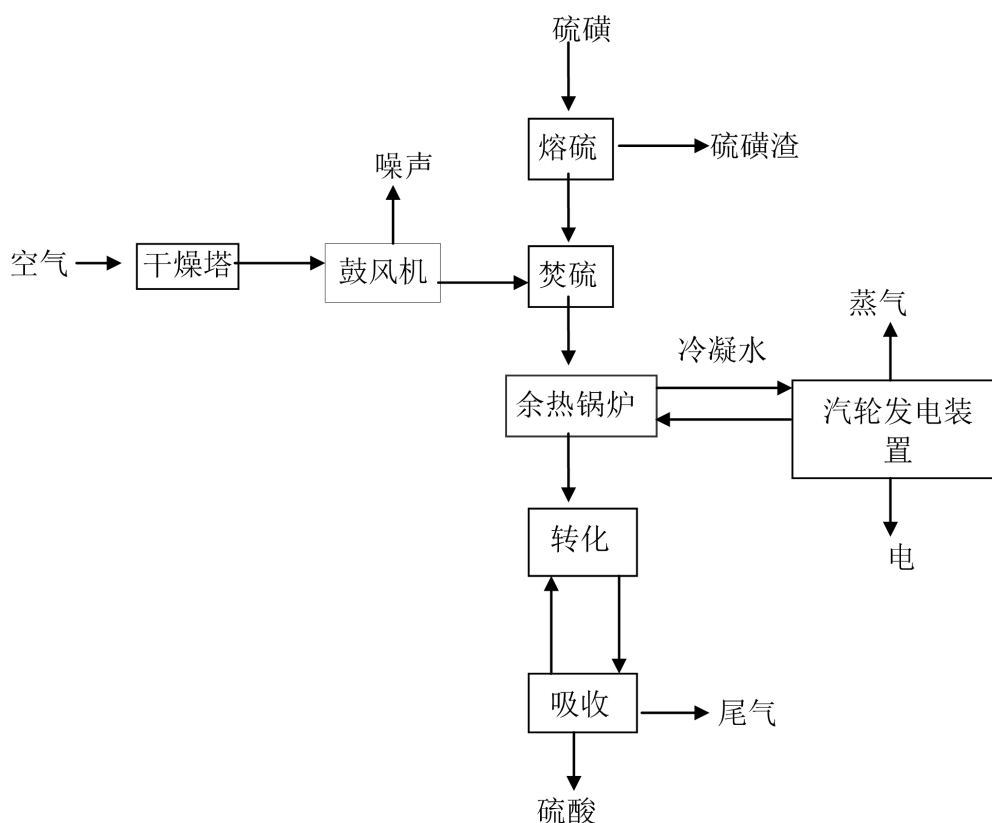 硫磺
熔硫
硫磺渣
噪声
空气
干燥塔
鼓风机
焚硫
蒸气
冷凝水
余热锅炉
汽轮发电装
置
转化
电
吸收
尾气
硫酸